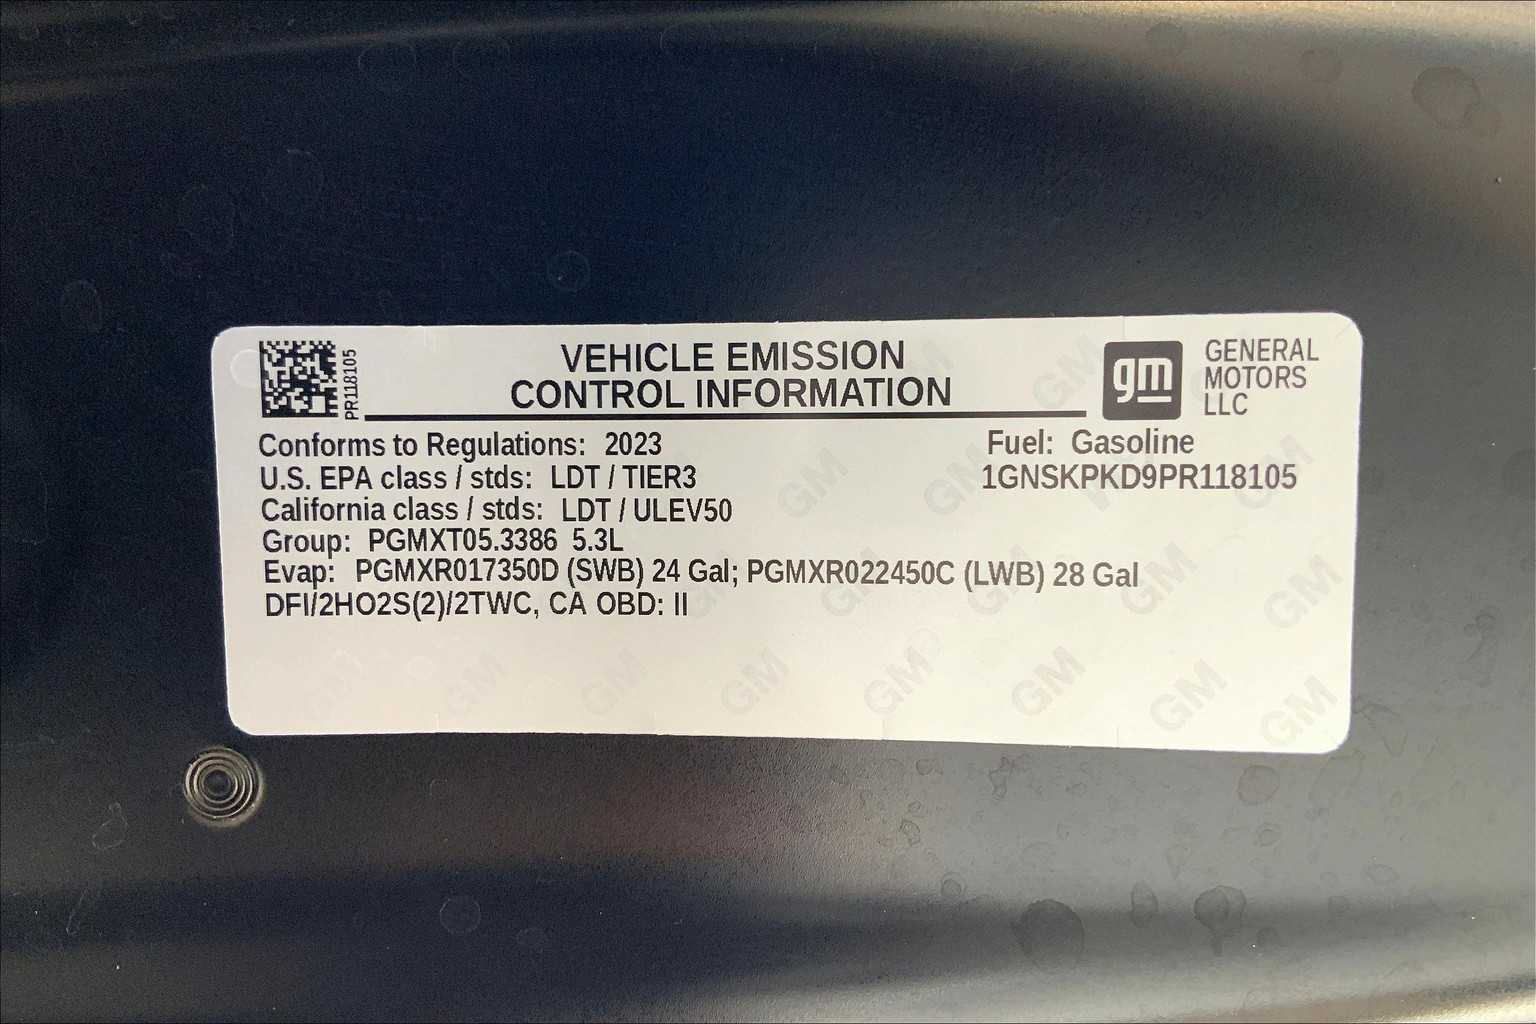 PR118105
VEHICLE EMISSION
CONTROL INFORMATION
gm
GENERAL
MOTORS
LLC
Conforms to Regulations: 2023
Fuel: Gasoline
U.S. EPA class / stds: LDT / TIER3
1GNSKPKD9PR118105
California class / stds: LDT / ULEV50
Group: PGMXT05.3386 5.3L
Evap: PGMXR017350D (SWB) 24 Gal; PGMXR022450C (LWB) 28 Gal
DFI/2HO2S(2)/2TWC, CA OBD: II